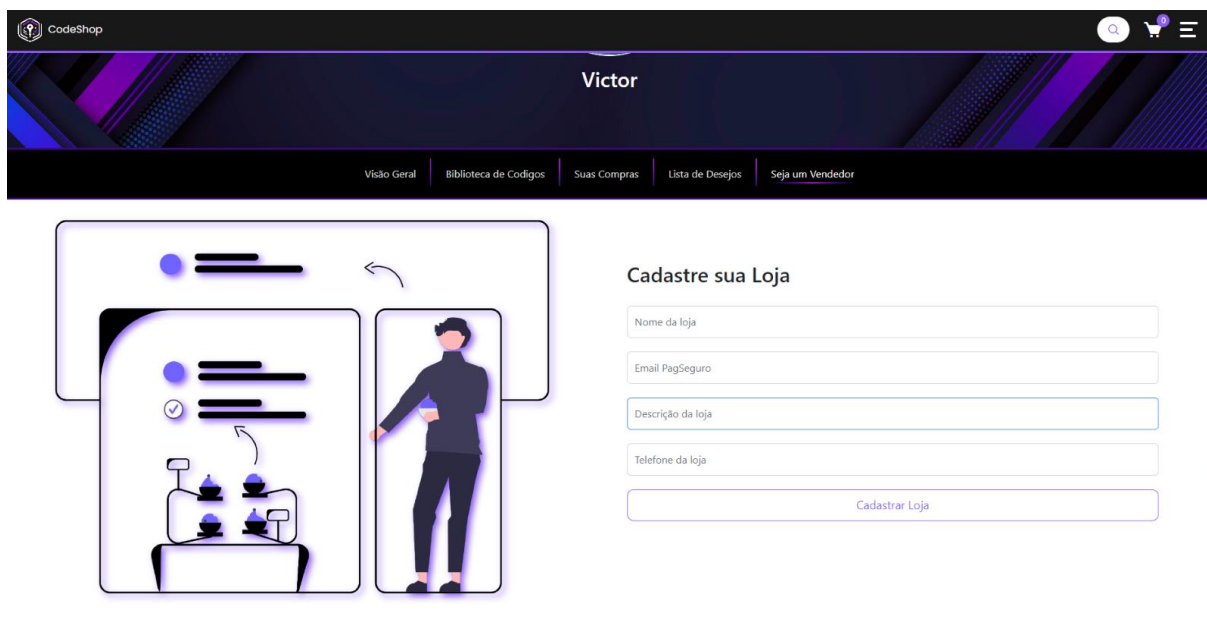 CodeShop
0
Victor
Visão Geral
Biblioteca de Codigos
Suas Compras
Lista de Desejos
Seja um Vendedor
Cadastre sua Loja
Nome da loja
Email PagSeguro
Descrição da loja
Telefone da loja
Cadastrar Loja